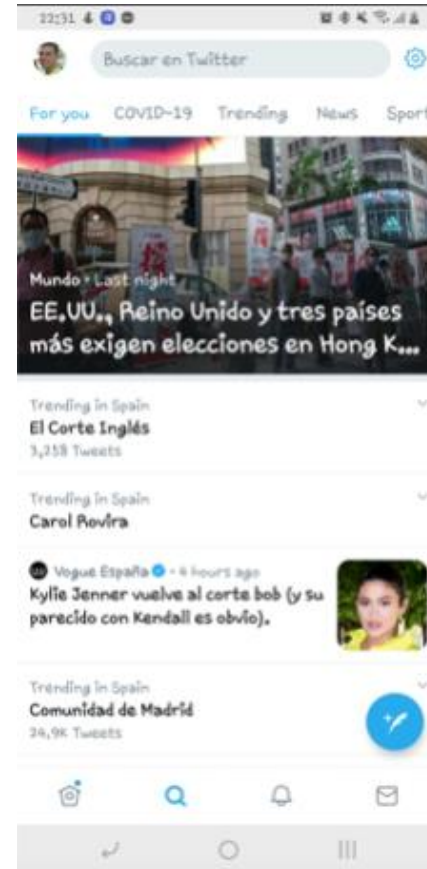 22:31
Buscar en Twitter
For you COVID-19 Trending News Sport
Mundo • Last night
EE.UU., Reino Unido y tres países
más exigen elecciones en Hong K...
Trending in Spain
El Corte Inglés
3,258 Tweets
Trending in Spain
Carol Rovira
Vogue España • 4 hours ago
Kylie Jenner vuelve al corte bob (y su
parecido con Kendall es obvio).
Trending in Spain
Comunidad de Madrid
24,9K Tweets